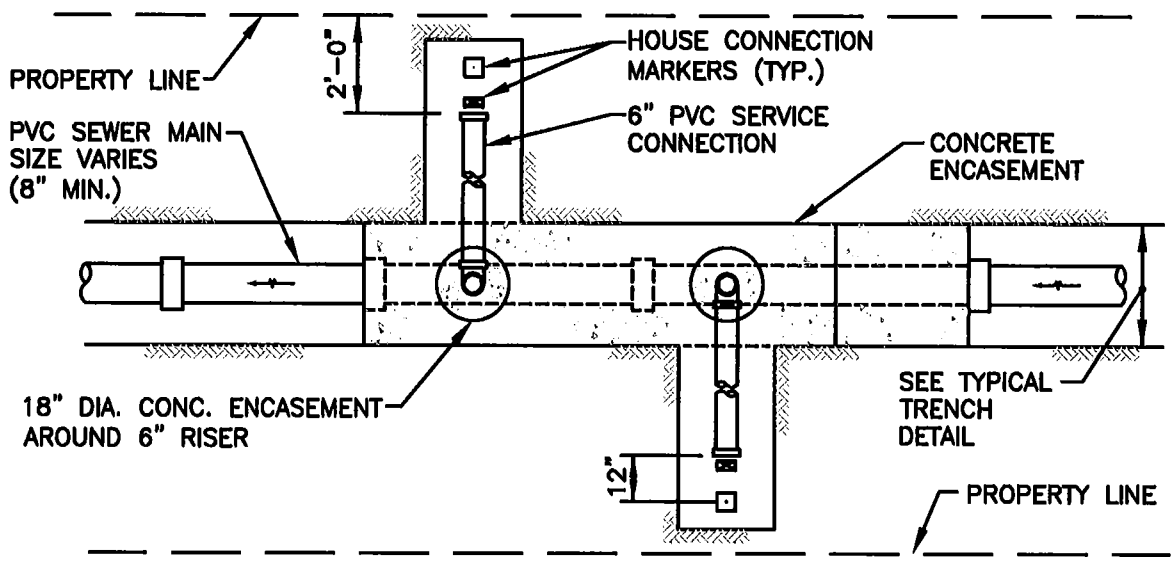 PROPERTY LINE
2'-0"
HOUSE CONNECTION
MARKERS (TYP.)
PVC SEWER MAIN
SIZE VARIES
(8" MIN.)
6" PVC SERVICE
CONNECTION
CONCRETE
ENCASEMENT
18" DIA. CONC. ENCASEMENT
AROUND 6" RISER
SEE TYPICAL
TRENCH
DETAIL
12"
PROPERTY LINE